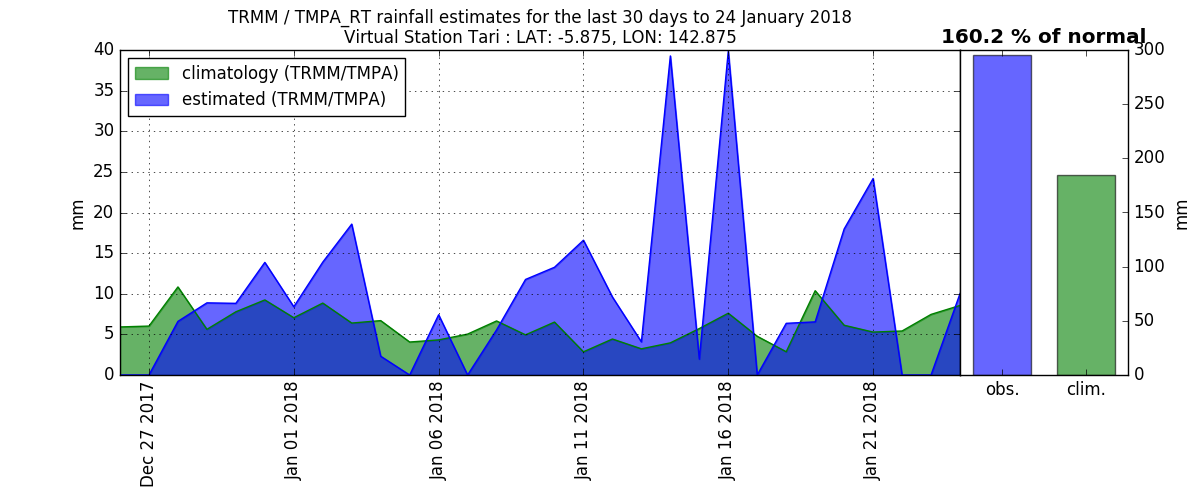 TRMM / TMPA_RT rainfall estimates for the last 30 days to 24 January 2018
Virtual Station Tari : LAT: -5.875, LON: 142.875
160.2 % of normal
climatology (TRMM/TMPA)
estimated (TRMM/TMPA)
mm
40
35
30
25
20
15
10
5
0
Dec 27 2017
Jan 01 2018
Jan 06 2018
Jan 11 2018
Jan 16 2018
Jan 21 2018
300
250
200
150
100
50
0
mm
obs.
clim.